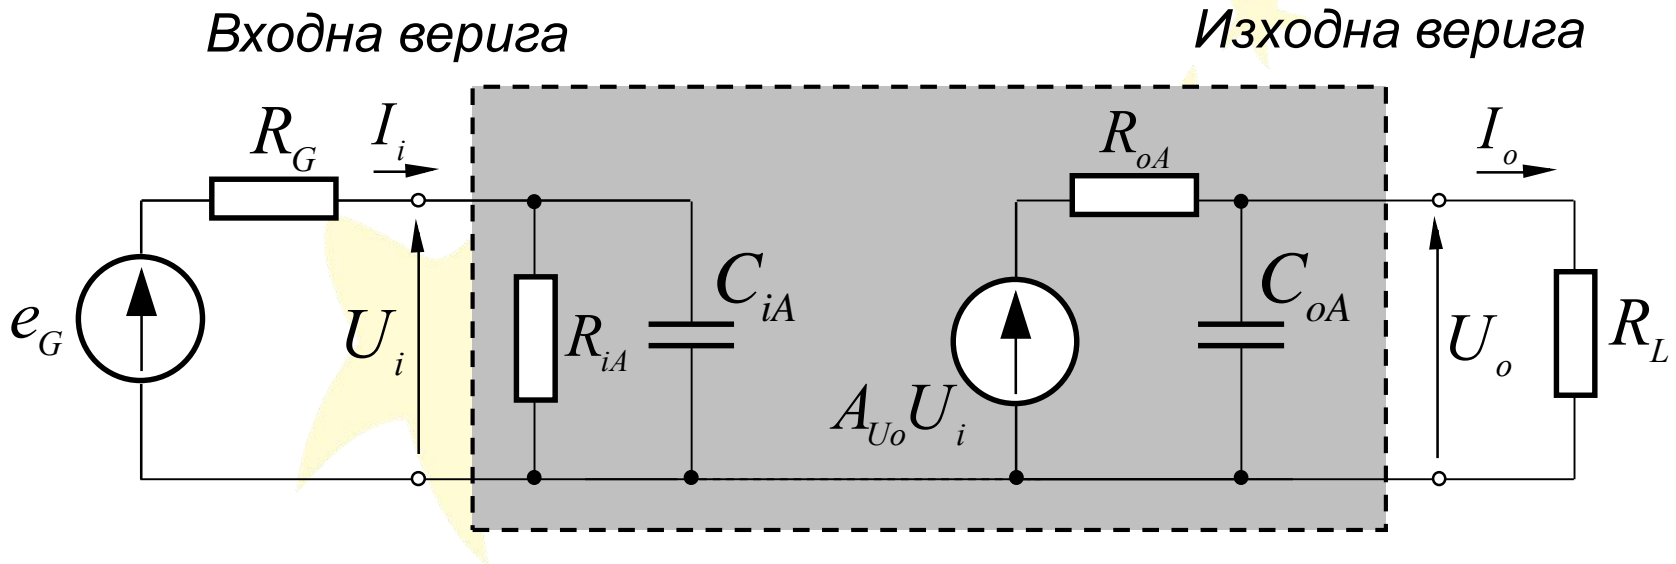 Входна верига
Изходна верига
R_G
I_i
R_oA
I_o
e_G
U_i
R_iA
C_iA
A_Uo U_i
C_oA
U_o
R_L